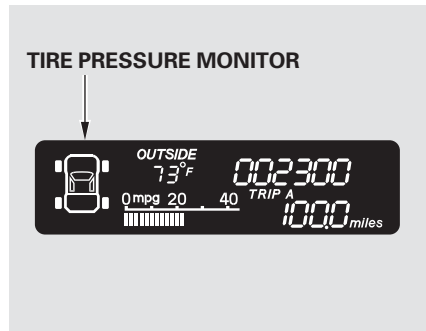 TIRE PRESSURE MONITOR
OUTSIDE
73°F
002300
0 mpg 20 40
TRIP A
100.0 miles